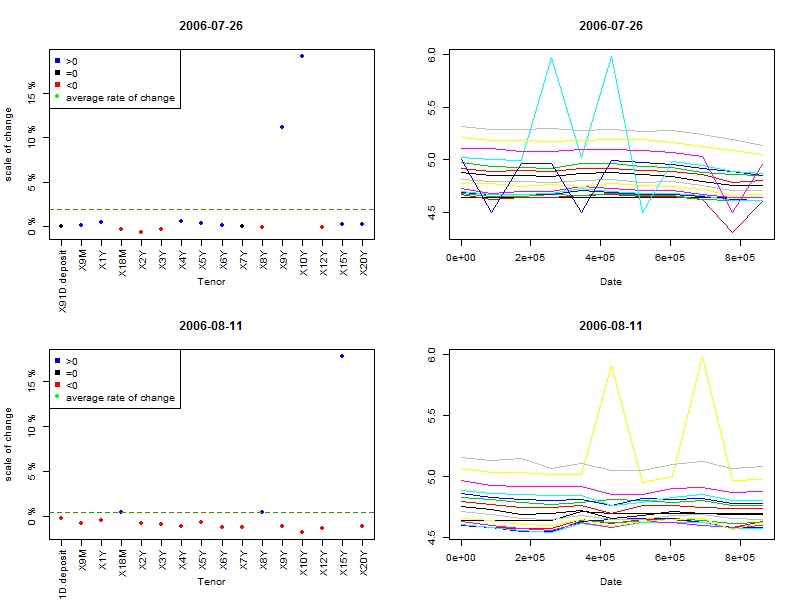 2006-07-26
>0
=0
<0
average rate of change
scale of change
0 % 5 % 10 % 15 %
X91D.deposit X9M X1Y X18M X2Y X3Y X4Y X5Y X6Y X7Y X8Y X9Y X10Y X12Y X15Y X20Y
Tenor
2006-07-26
6.0
5.5
5.0
4.5
0e+00 2e+05 4e+05 6e+05 8e+05
Date
2006-08-11
>0
=0
<0
average rate of change
scale of change
0 % 5 % 10 % 15 %
1D.deposit X9M X1Y X18M X2Y X3Y X4Y X5Y X6Y X7Y X8Y X9Y X10Y X12Y X15Y X20Y
Tenor
2006-08-11
6.0
5.5
5.0
4.5
0e+00 2e+05 4e+05 6e+05 8e+05
Date